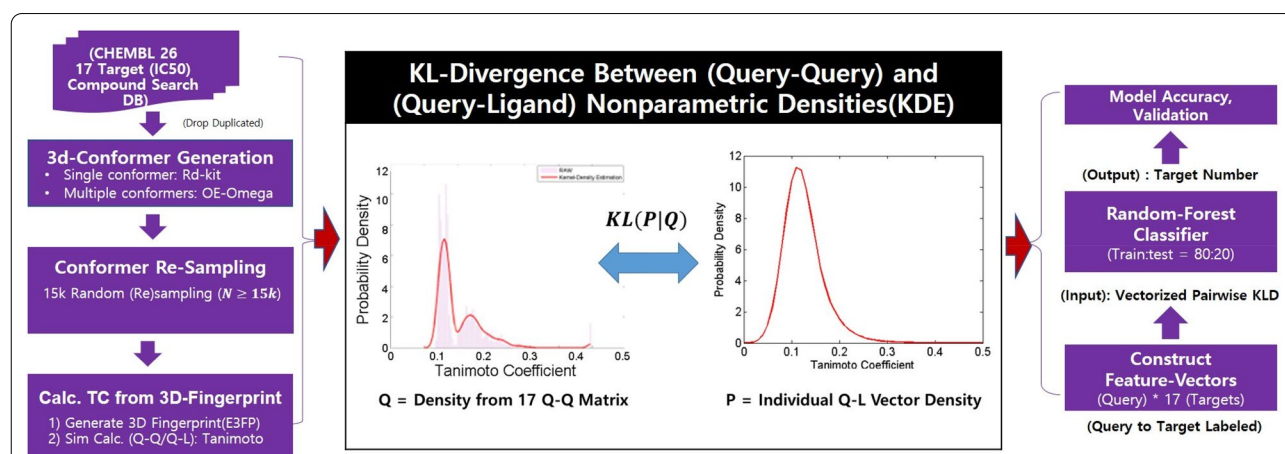 (CHEMBL 26
17 Target (IC50)
Compound Search
DB)
(Drop Duplicated)
3d-Conformer Generation
• Single conformer: Rd-kit
• Multiple conformers: OE-Omega
Conformer Re-Sampling
15k Random (Re)sampling (N ≥ 15k)
Calc. TC from 3D-Fingerprint
1) Generate 3D Fingerprint(E3FP)
2) Sim Calc. (Q-Q/Q-L): Tanimoto
KL-Divergence Between (Query-Query) and
(Query-Ligand) Nonparametric Densities(KDE)
RAW
Kernel-Density Estimation
Probability Density
12
10
8
6
4
2
0
0
0.1
0.2
0.3
0.4
0.5
Tanimoto Coefficient
Q = Density from 17 Q-Q Matrix
KL(P|Q)
Probability Density
12
10
8
6
4
2
0
0
0.1
0.2
0.3
0.4
0.5
Tanimoto Coefficient
P = Individual Q-L Vector Density
Model Accuracy,
Validation
(Output) : Target Number
Random-Forest
Classifier
(Train:test = 80:20)
(Input): Vectorized Pairwise KLD
Construct
Feature-Vectors
(Query) * 17 (Targets)
(Query to Target Labeled)